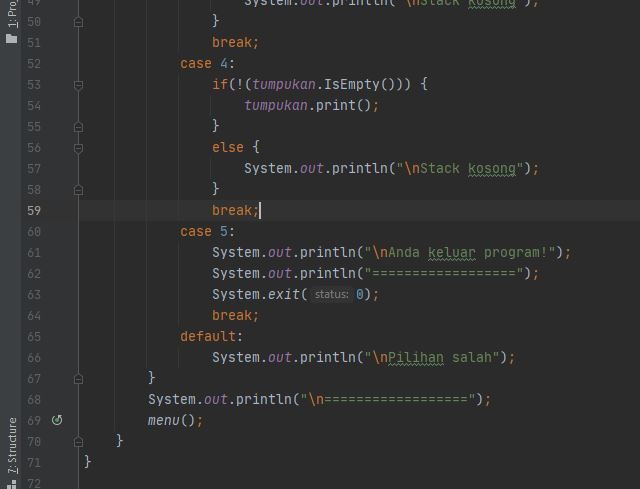 1: Pro
49 System.out.println("\nStack kosong");
50 }
51 break;
52 case 4:
53 if(!(tumpukan.IsEmpty())) {
54 tumpukan.print();
55 }
56 else {
57 System.out.println("\nStack kosong");
58 }
59 break;
60 case 5:
61 System.out.println("\nAnda keluar program!");
62 System.out.println("==================");
63 System.exit( status: 0);
64 break;
65 default:
66 System.out.println("\nPilihan salah");
67 }
68 System.out.println("\n==================");
69 menu();
70 }
71 }
72
7: Structure